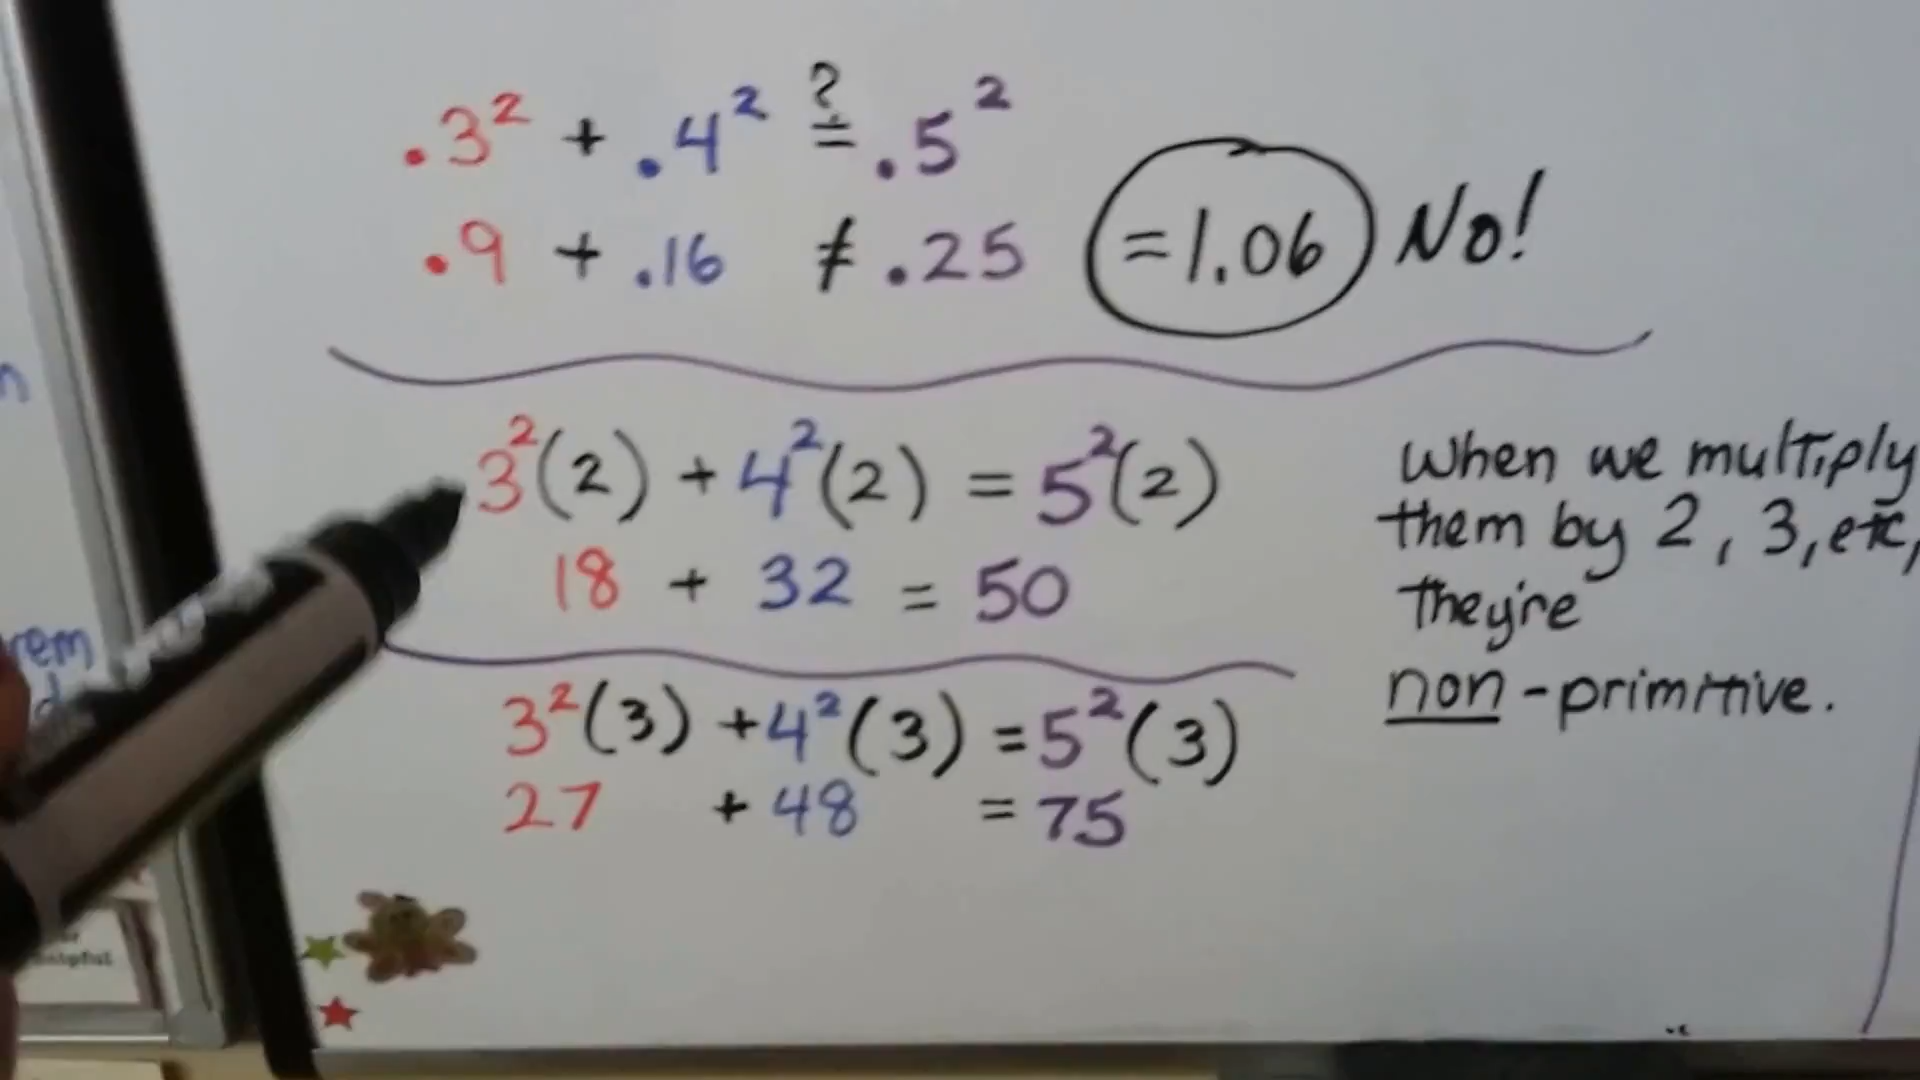 .3² + .4² ≟ .5²
.9 + .16 ≠ .25 =1.06 No!
3²(2) + 4²(2) = 5²(2)
18 + 32 = 50
3²(3) + 4²(3) = 5²(3)
27 + 48 = 75
When we multiply
them by 2, 3, etc,
they're
non-primitive.
rem